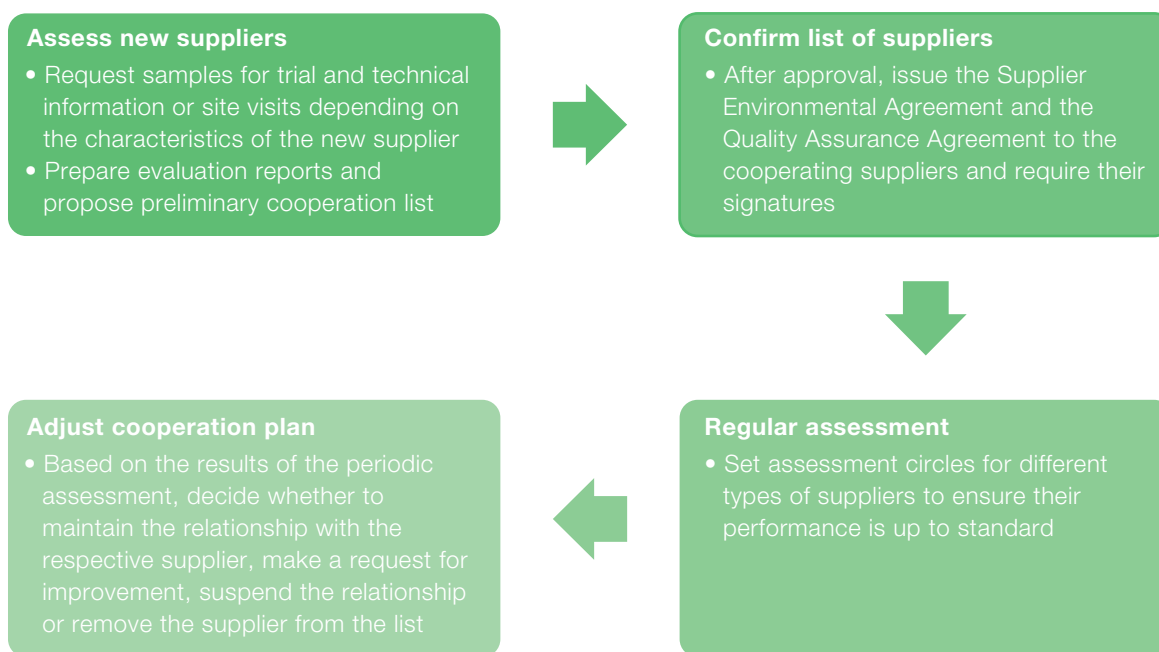 Assess new suppliers
• Request samples for trial and technical
information or site visits depending on
the characteristics of the new supplier
• Prepare evaluation reports and
propose preliminary cooperation list
Confirm list of suppliers
• After approval, issue the Supplier
Environmental Agreement and the
Quality Assurance Agreement to the
cooperating suppliers and require their
signatures
Regular assessment
• Set assessment circles for different
types of suppliers to ensure their
performance is up to standard
Adjust cooperation plan
• Based on the results of the periodic
assessment, decide whether to
maintain the relationship with the
respective supplier, make a request for
improvement, suspend the relationship
or remove the supplier from the list